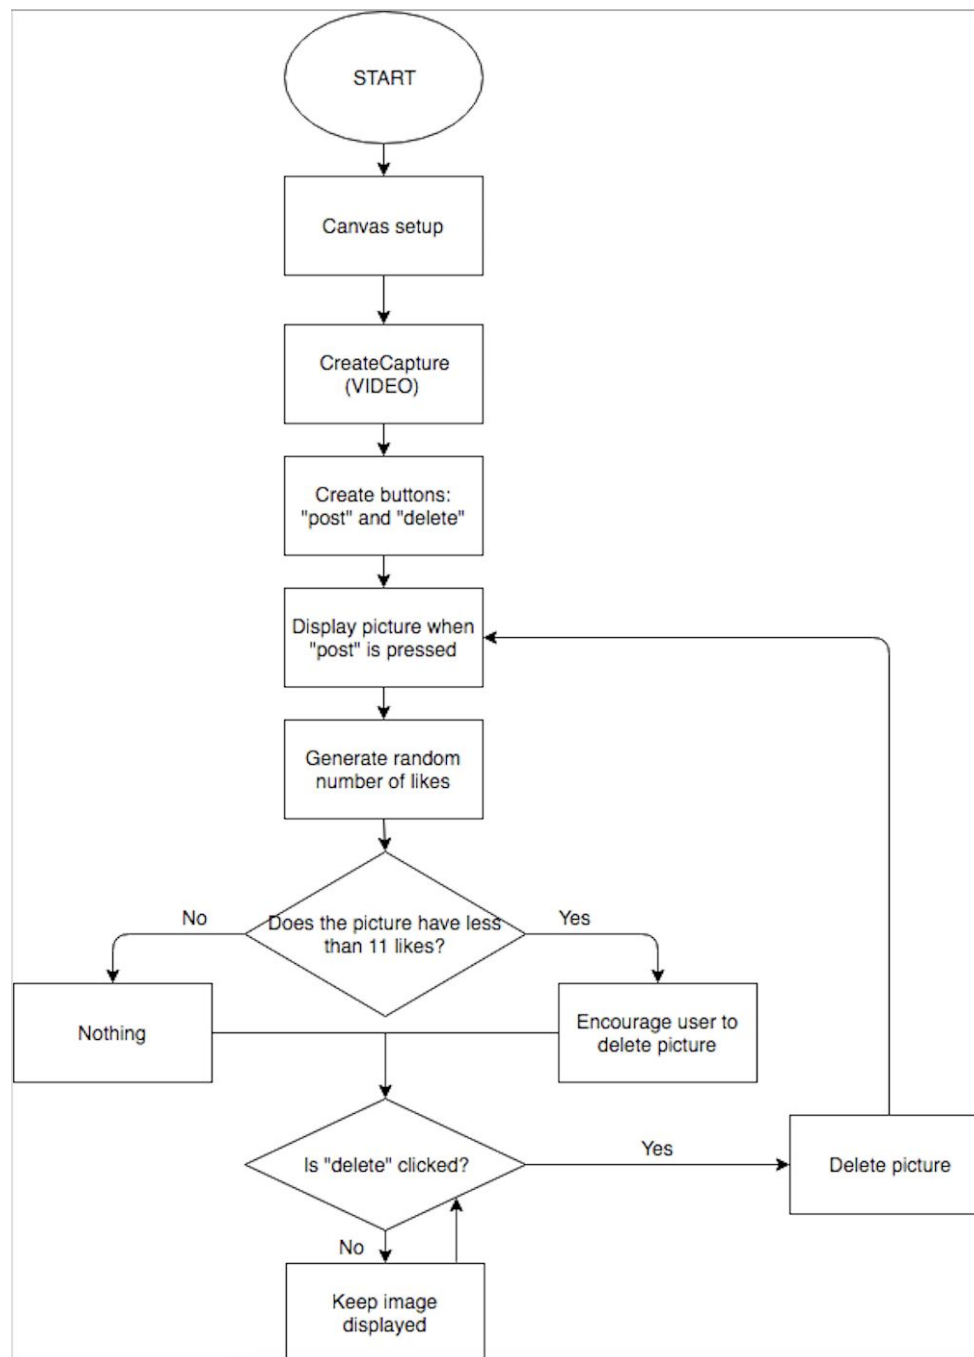 START
Canvas setup
CreateCapture
(VIDEO)
Create buttons:
"post" and "delete"
Display picture when
"post" is pressed
Generate random
number of likes
Does the picture have less
than 11 likes?
No
Yes
Nothing
Encourage user to
delete picture
Is "delete" clicked?
Yes
Delete picture
No
Keep image
displayed